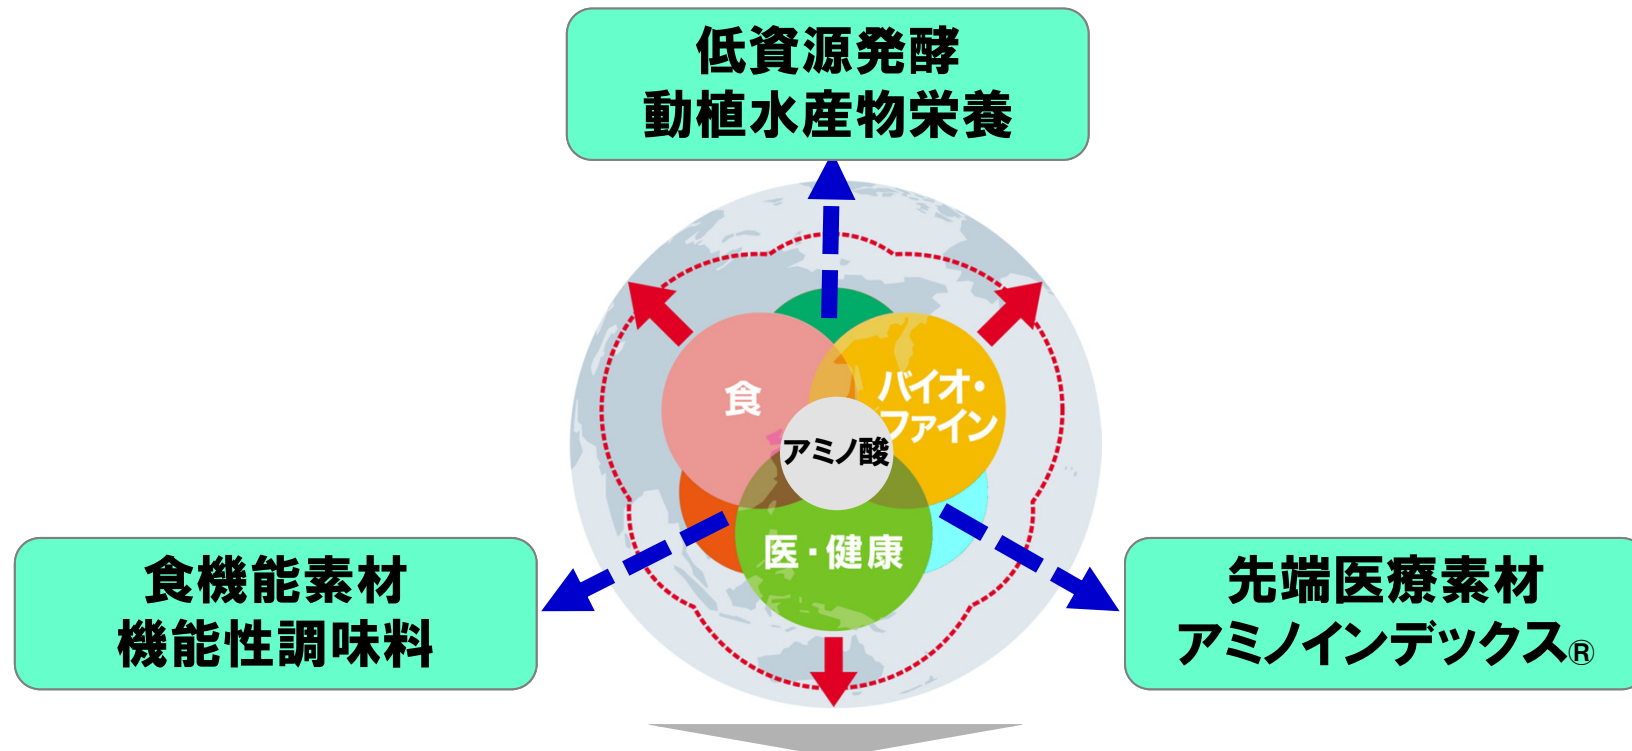 低資源発酵
動植水産物栄養
食
バイオ・
ファイン
アミノ酸
医・健康
食機能素材
機能性調味料
先端医療素材
アミノインデックス®